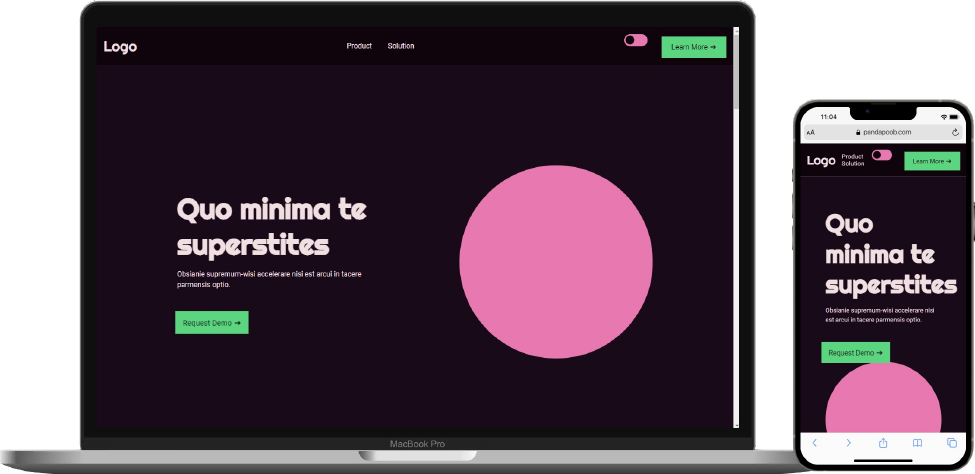 Logo
Product
Solution
Learn More ➔
Quo minima te
superstites
Obsianie supremum-wisi accelerare nisi est arcui in tacere
parmensis optio.
Request Demo ➔
MacBook Pro
11:04
AA
pandapoob.com
Logo
Product
Solution
Learn More ➔
Quo
minima te
superstites
Obsianie supremum-wisi accelerare nisi
est arcui in tacere parmensis optio.
Request Demo ➔